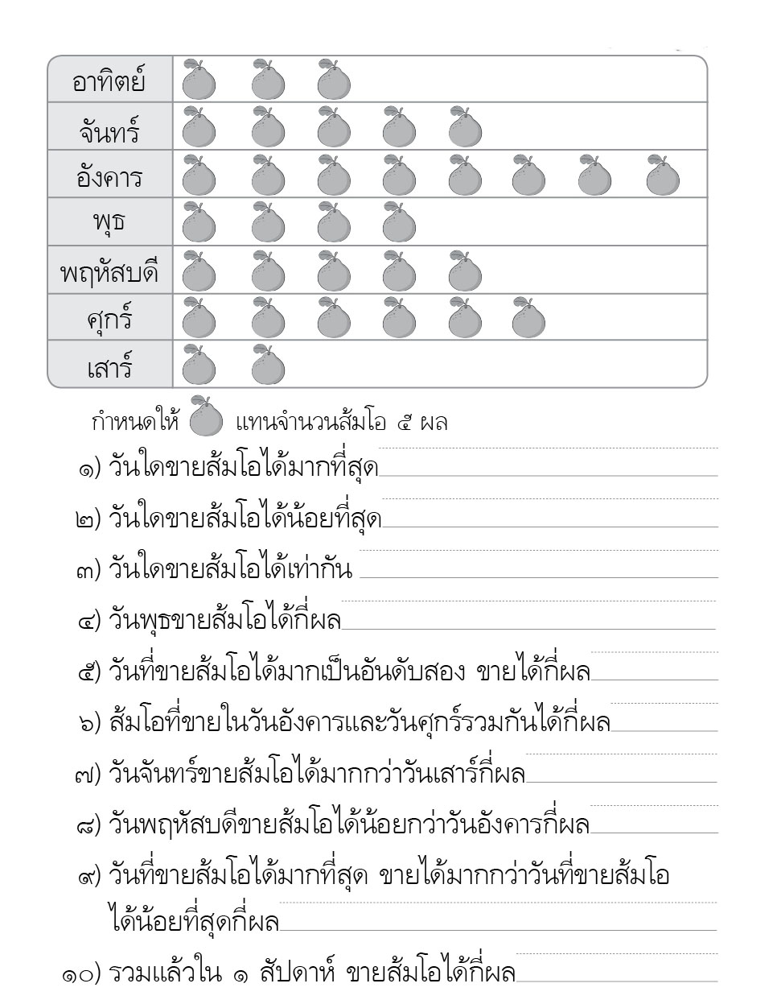 อาทิตย์
จันทร์
อังคาร
พุธ
พฤหัสบดี
ศุกร์
เสาร์
กำหนดให้ แทนจำนวนส้มโอ ๕ ผล
๑) วันใดขายส้มโอได้มากที่สุด
๒) วันใดขายส้มโอได้น้อยที่สุด
๓) วันใดขายส้มโอได้เท่ากัน
๔) วันพุธขายส้มโอได้กี่ผล
๕) วันที่ขายส้มโอได้มากเป็นอันดับสอง ขายได้กี่ผล
๖) ส้มโอที่ขายในวันอังคารและวันศุกร์รวมกันได้กี่ผล
๗) วันจันทร์ขายส้มโอได้มากกว่าวันเสาร์กี่ผล
๘) วันพฤหัสบดีขายส้มโอได้น้อยกว่าวันอังคารกี่ผล
๙) วันที่ขายส้มโอได้มากที่สุด ขายได้มากกว่าวันที่ขายส้มโอ
ได้น้อยที่สุดกี่ผล
๑๐) รวมแล้วใน ๑ สัปดาห์ ขายส้มโอได้กี่ผล